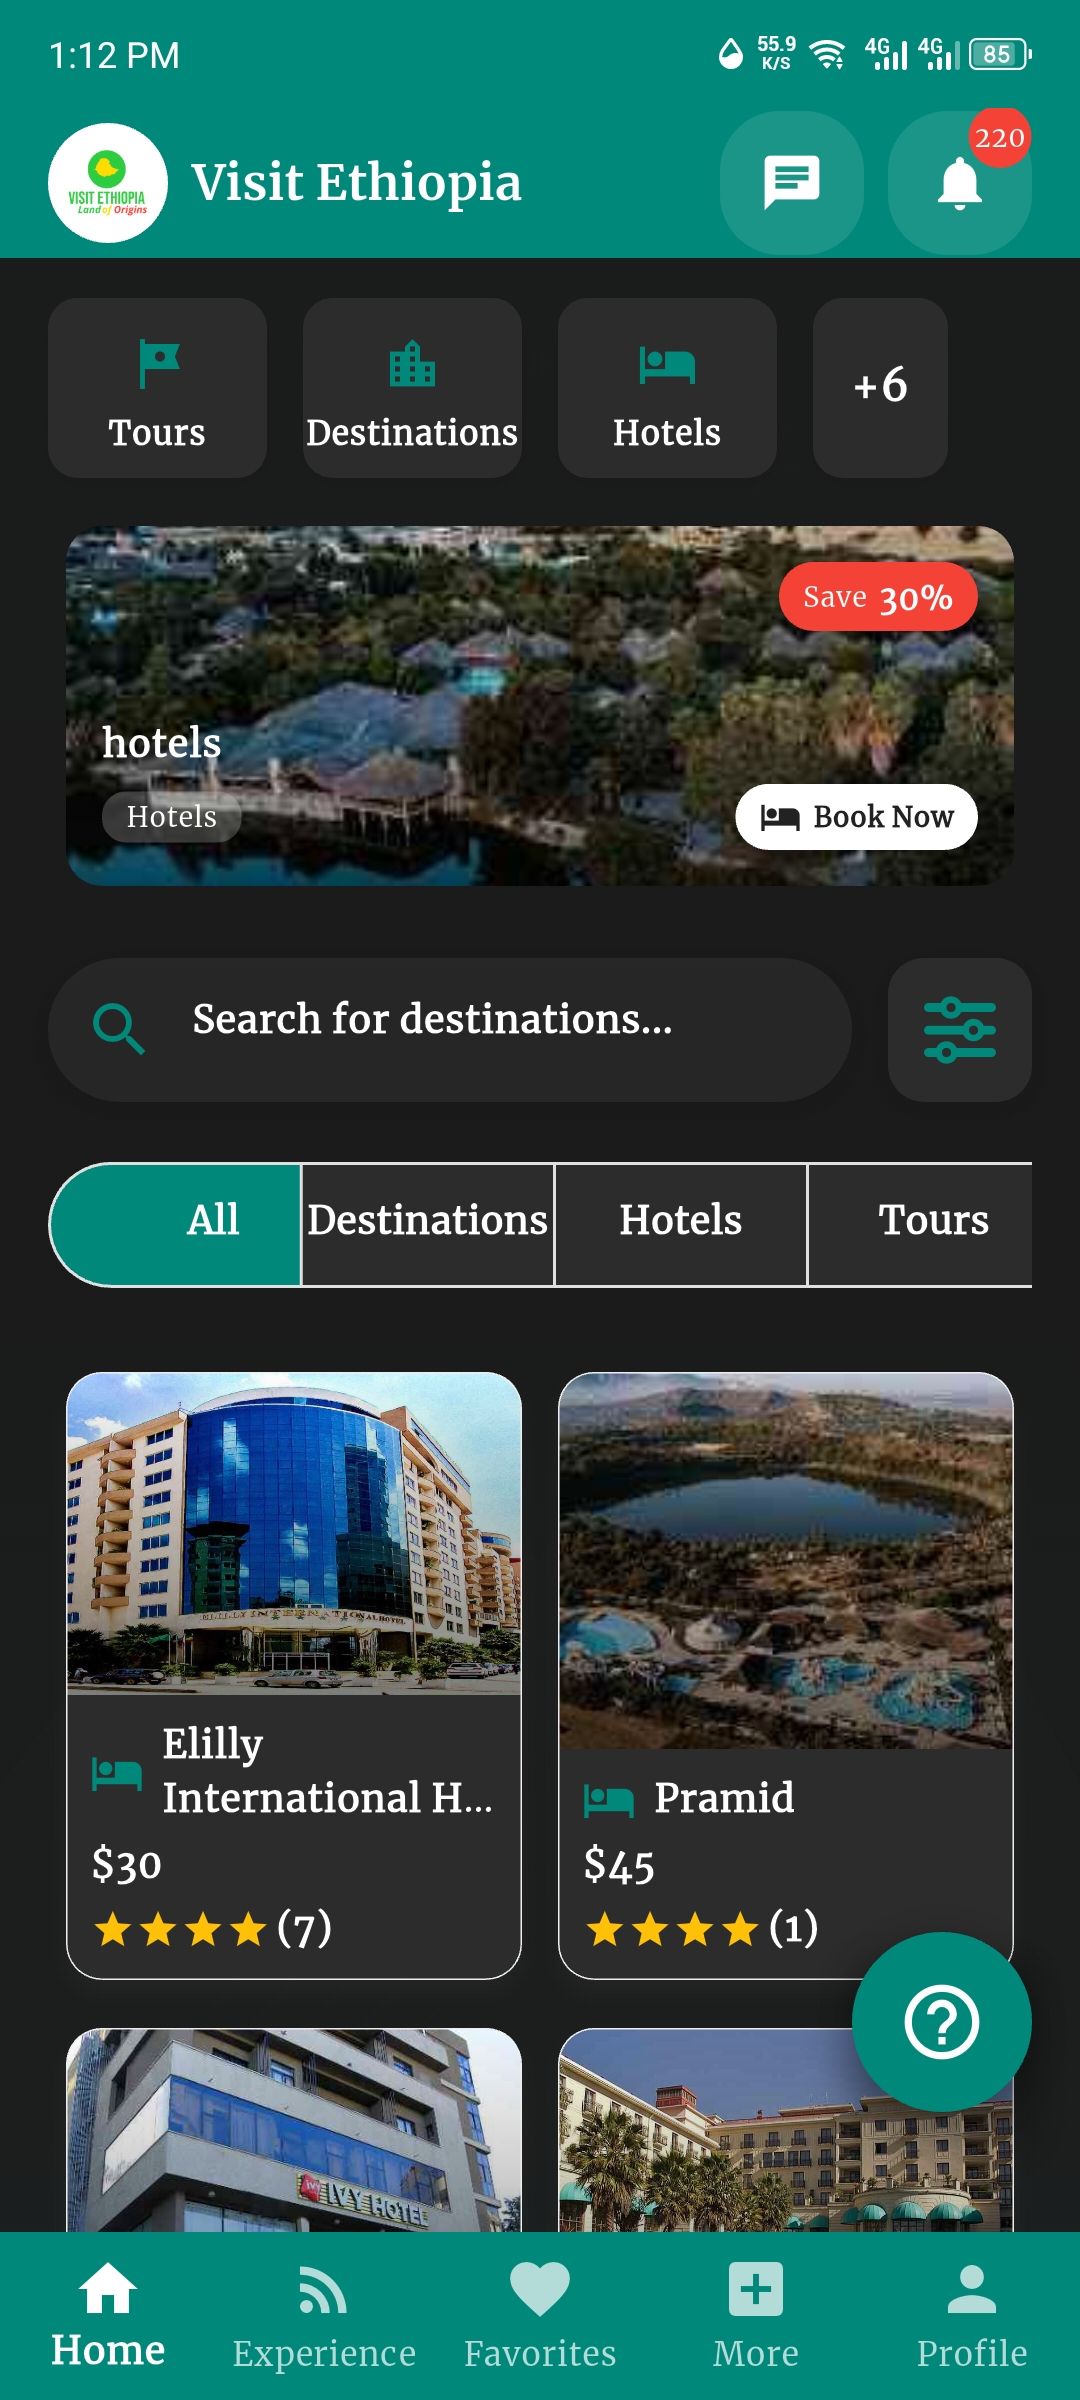 1:12 PM
55.9
K/S
4G
4G
85
VISIT ETHIOPIA
Land of Origins
Visit Ethiopia
220
Tours
Destinations
Hotels
+6
Save 30%
hotels
Hotels
Book Now
Search for destinations...
All
Destinations
Hotels
Tours
ELILLY INTERNATIONAL HOTEL
Elilly
International H...
$30
(7)
Pramid
$45
(1)
IVY HOTEL
Home
Experience
Favorites
More
Profile